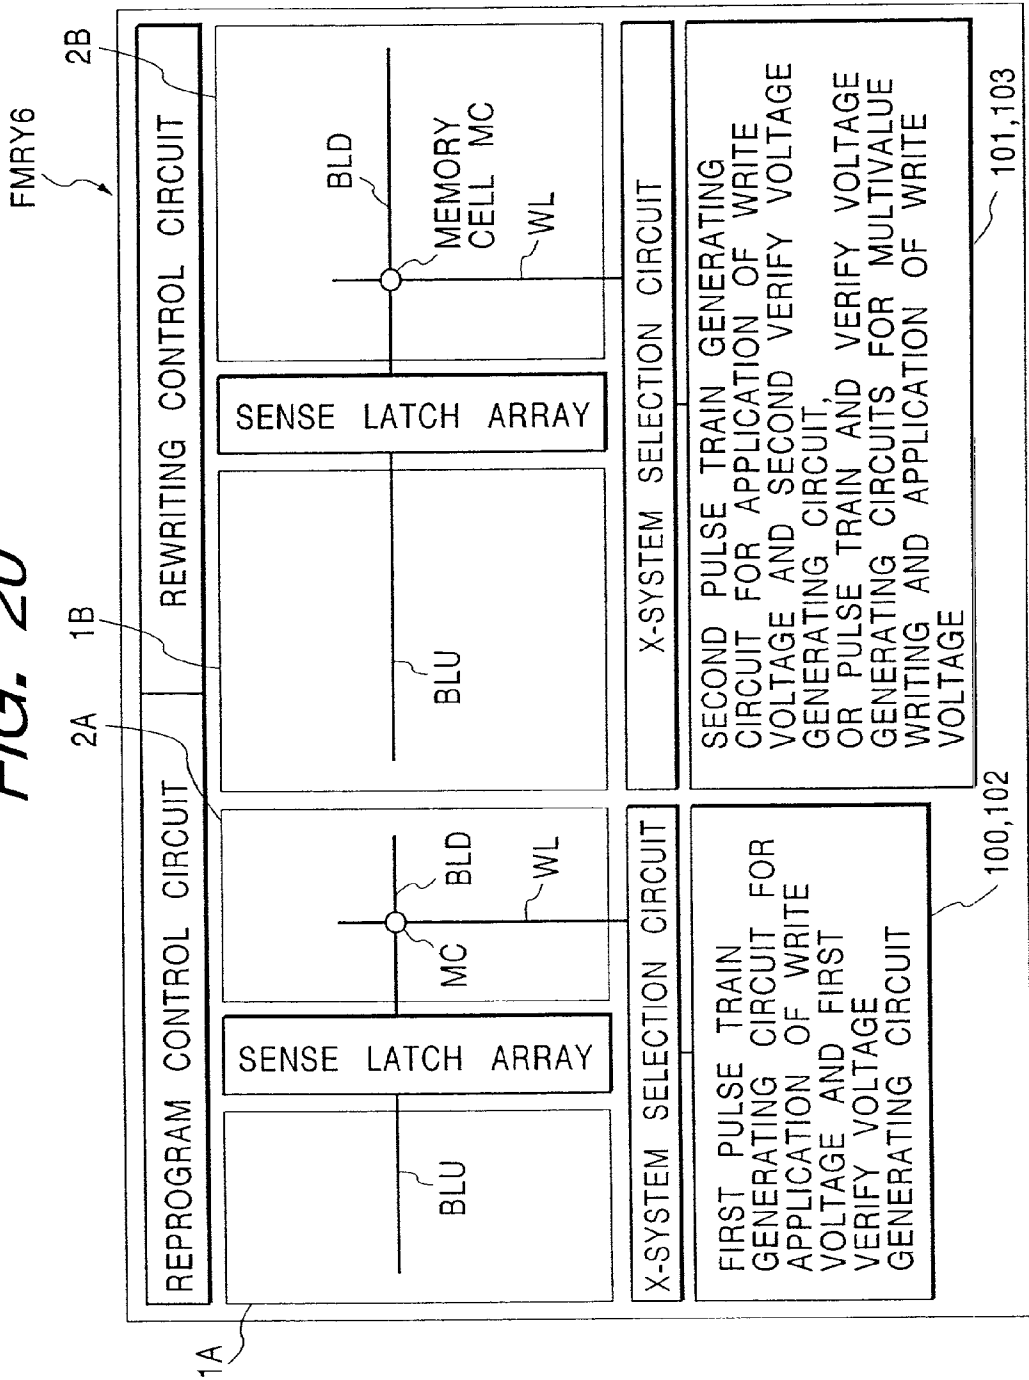 FIG. 20
FMRY6
1A
2A
1B
2B
REPROGRAM CONTROL CIRCUIT
REWRITING CONTROL CIRCUIT
BLU
SENSE LATCH ARRAY
MC
BLD
WL
BLU
SENSE LATCH ARRAY
BLD
MEMORY
CELL MC
WL
X-SYSTEM SELECTION CIRCUIT
X-SYSTEM SELECTION CIRCUIT
FIRST PULSE TRAIN
GENERATING CIRCUIT FOR
APPLICATION OF WRITE
VOLTAGE AND FIRST
VERIFY VOLTAGE
GENERATING CIRCUIT
100,102
SECOND PULSE TRAIN GENERATING
CIRCUIT FOR APPLICATION OF WRITE
VOLTAGE AND SECOND VERIFY VOLTAGE
GENERATING CIRCUIT,
OR PULSE TRAIN AND VERIFY VOLTAGE
GENERATING CIRCUITS FOR MULTIVALUE
WRITING AND APPLICATION OF WRITE
VOLTAGE
101,103